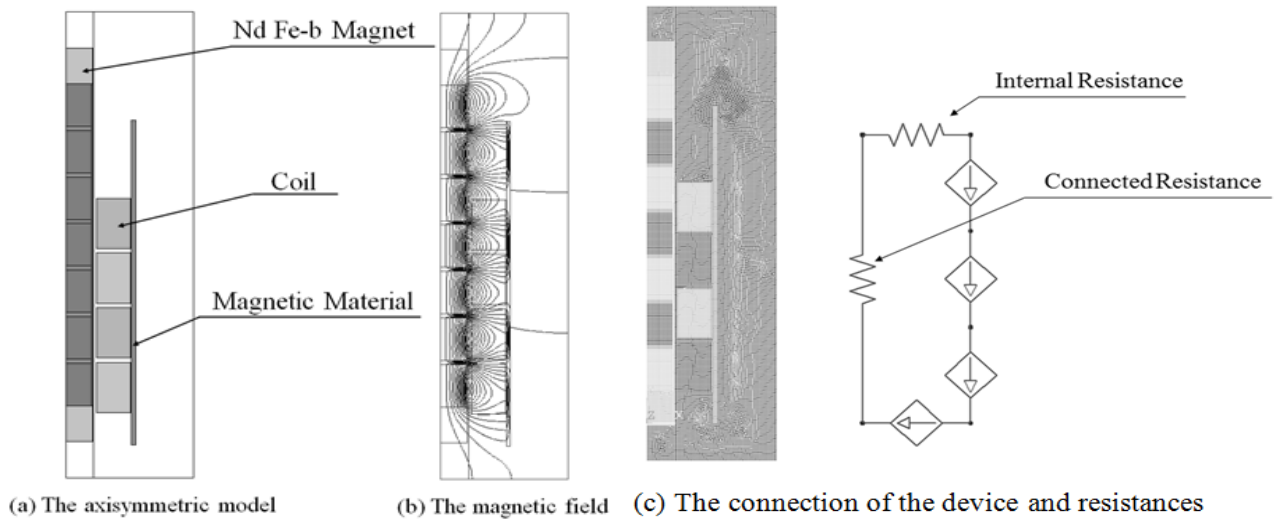 Nd Fe-b Magnet
Coil
Magnetic Material
Internal Resistance
Connected Resistance
Z X
(a) The axisymmetric model
(b) The magnetic field
(c) The connection of the device and resistances